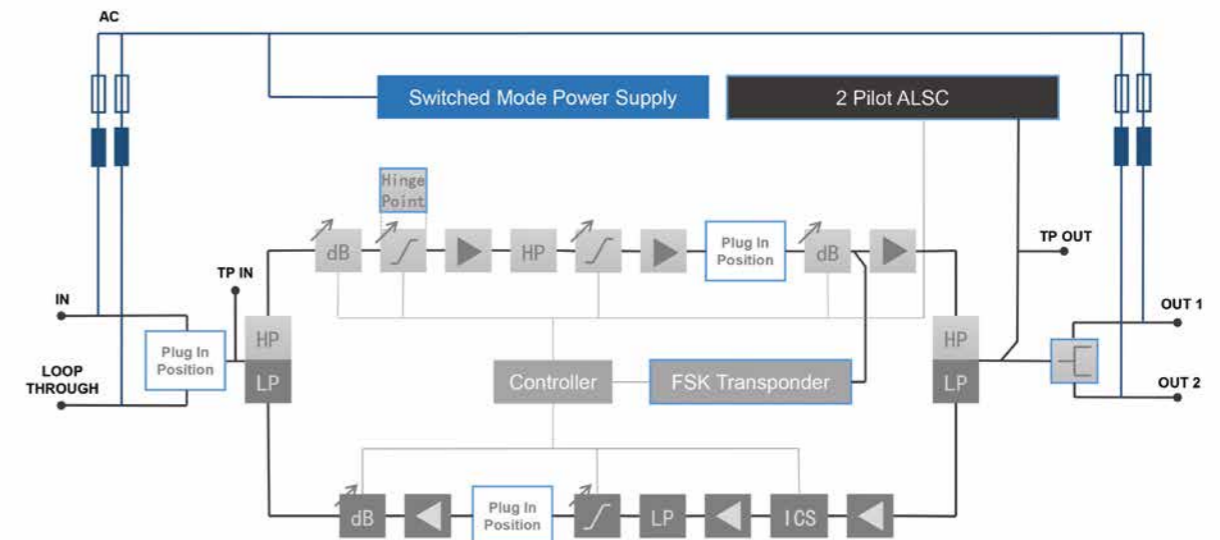 AC
Switched Mode Power Supply
2 Pilot ALSC
Hinge
Point
dB
HP
Plug In
Position
dB
TP OUT
TP IN
IN
OUT 1
HP
HP
Plug In
Position
LOOP
THROUGH
LP
Controller
FSK Transponder
LP
OUT 2
dB
Plug In
Position
LP
ICS